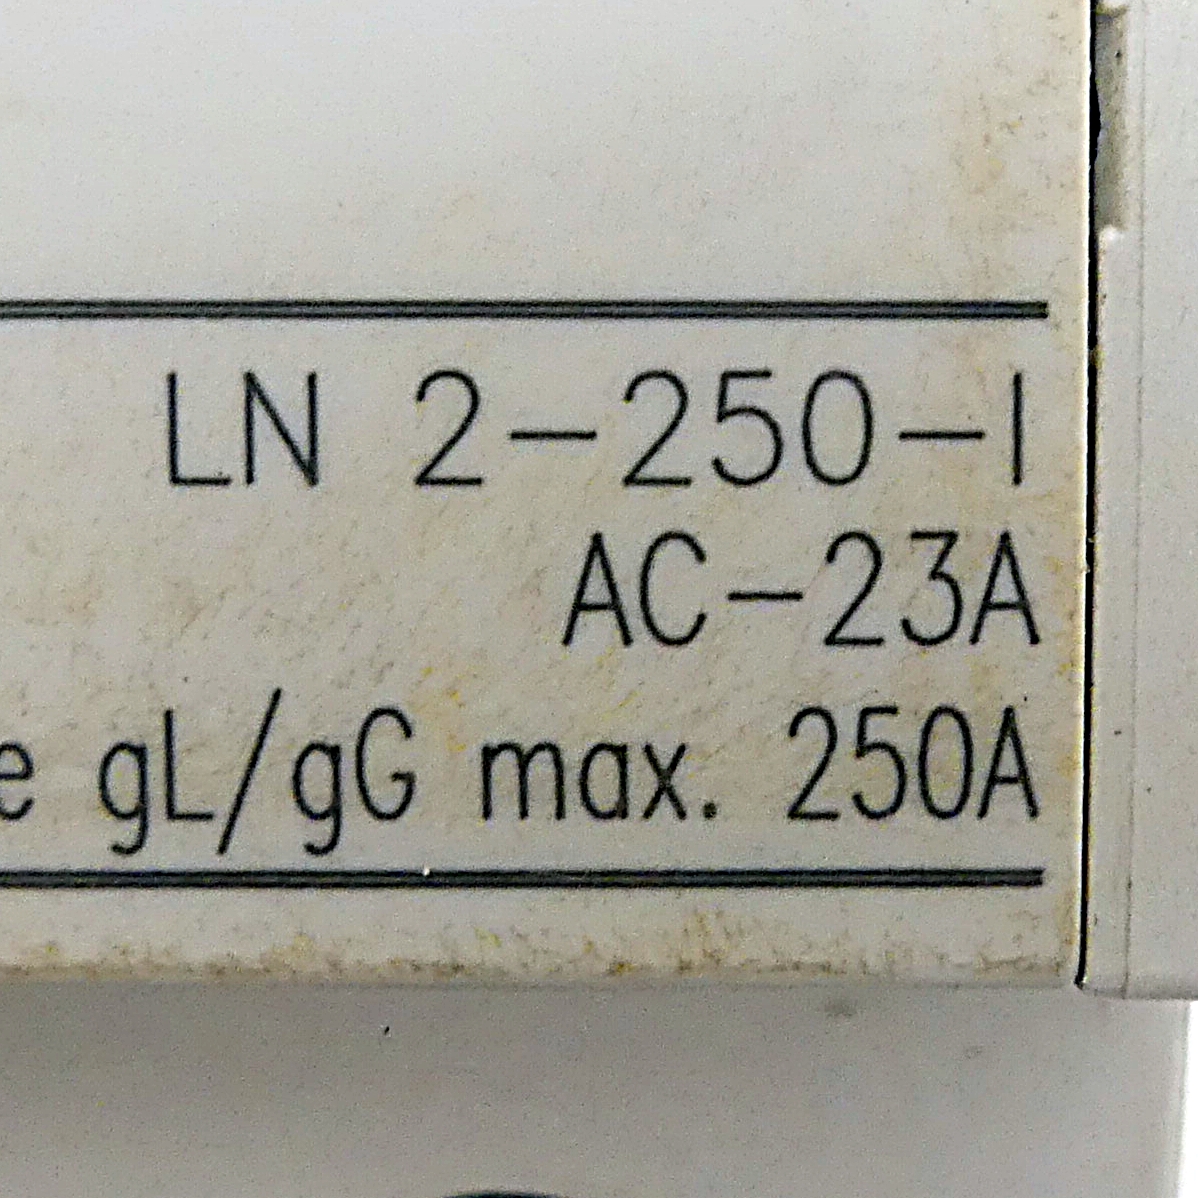 LN 2-250-I
AC-23A
gL/gG max. 250A